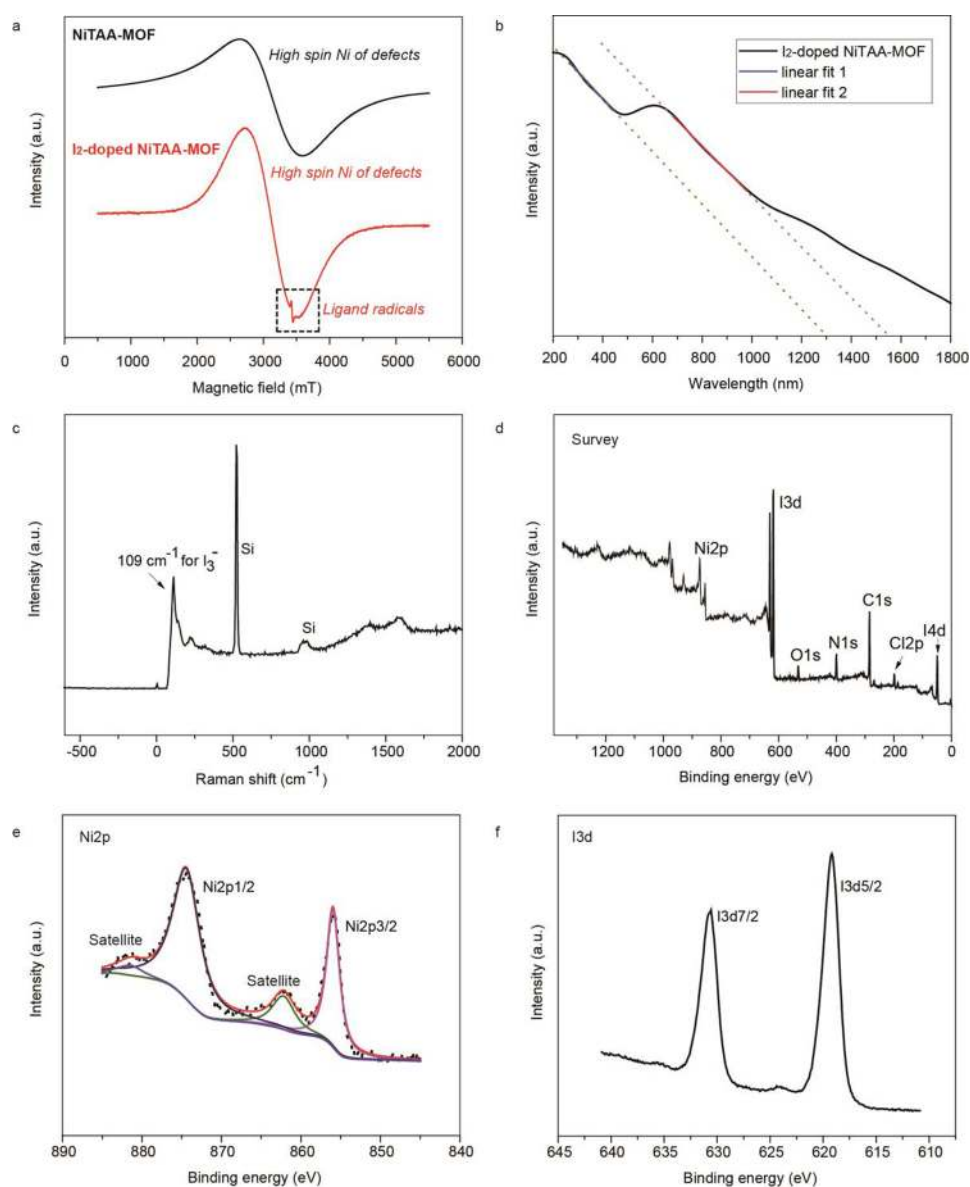 a
NiTAA-MOF
High spin Ni of defects
I2-doped NiTAA-MOF
High spin Ni of defects
Ligand radicals
Intensity (a.u.)
0 1000 2000 3000 4000 5000 6000
Magnetic field (mT)
b
I2-doped NiTAA-MOF
linear fit 1
linear fit 2
Intensity (a.u.)
200 400 600 800 1000 1200 1400 1600 1800
Wavelength (nm)
c
109 cm-1 for I3-
Si
Si
Intensity (a.u.)
-500 0 500 1000 1500 2000
Raman shift (cm-1)
d
Survey
I3d
Ni2p
O1s
N1s
C1s
Cl2p
I4d
Intensity (a.u.)
1200 1000 800 600 400 200 0
Binding energy (eV)
e
Ni2p
Ni2p1/2
Ni2p3/2
Satellite
Satellite
Intensity (a.u.)
890 880 870 860 850 840
Binding energy (eV)
f
I3d
I3d5/2
I3d7/2
Intensity (a.u.)
645 640 635 630 625 620 615 610
Binding energy (eV)